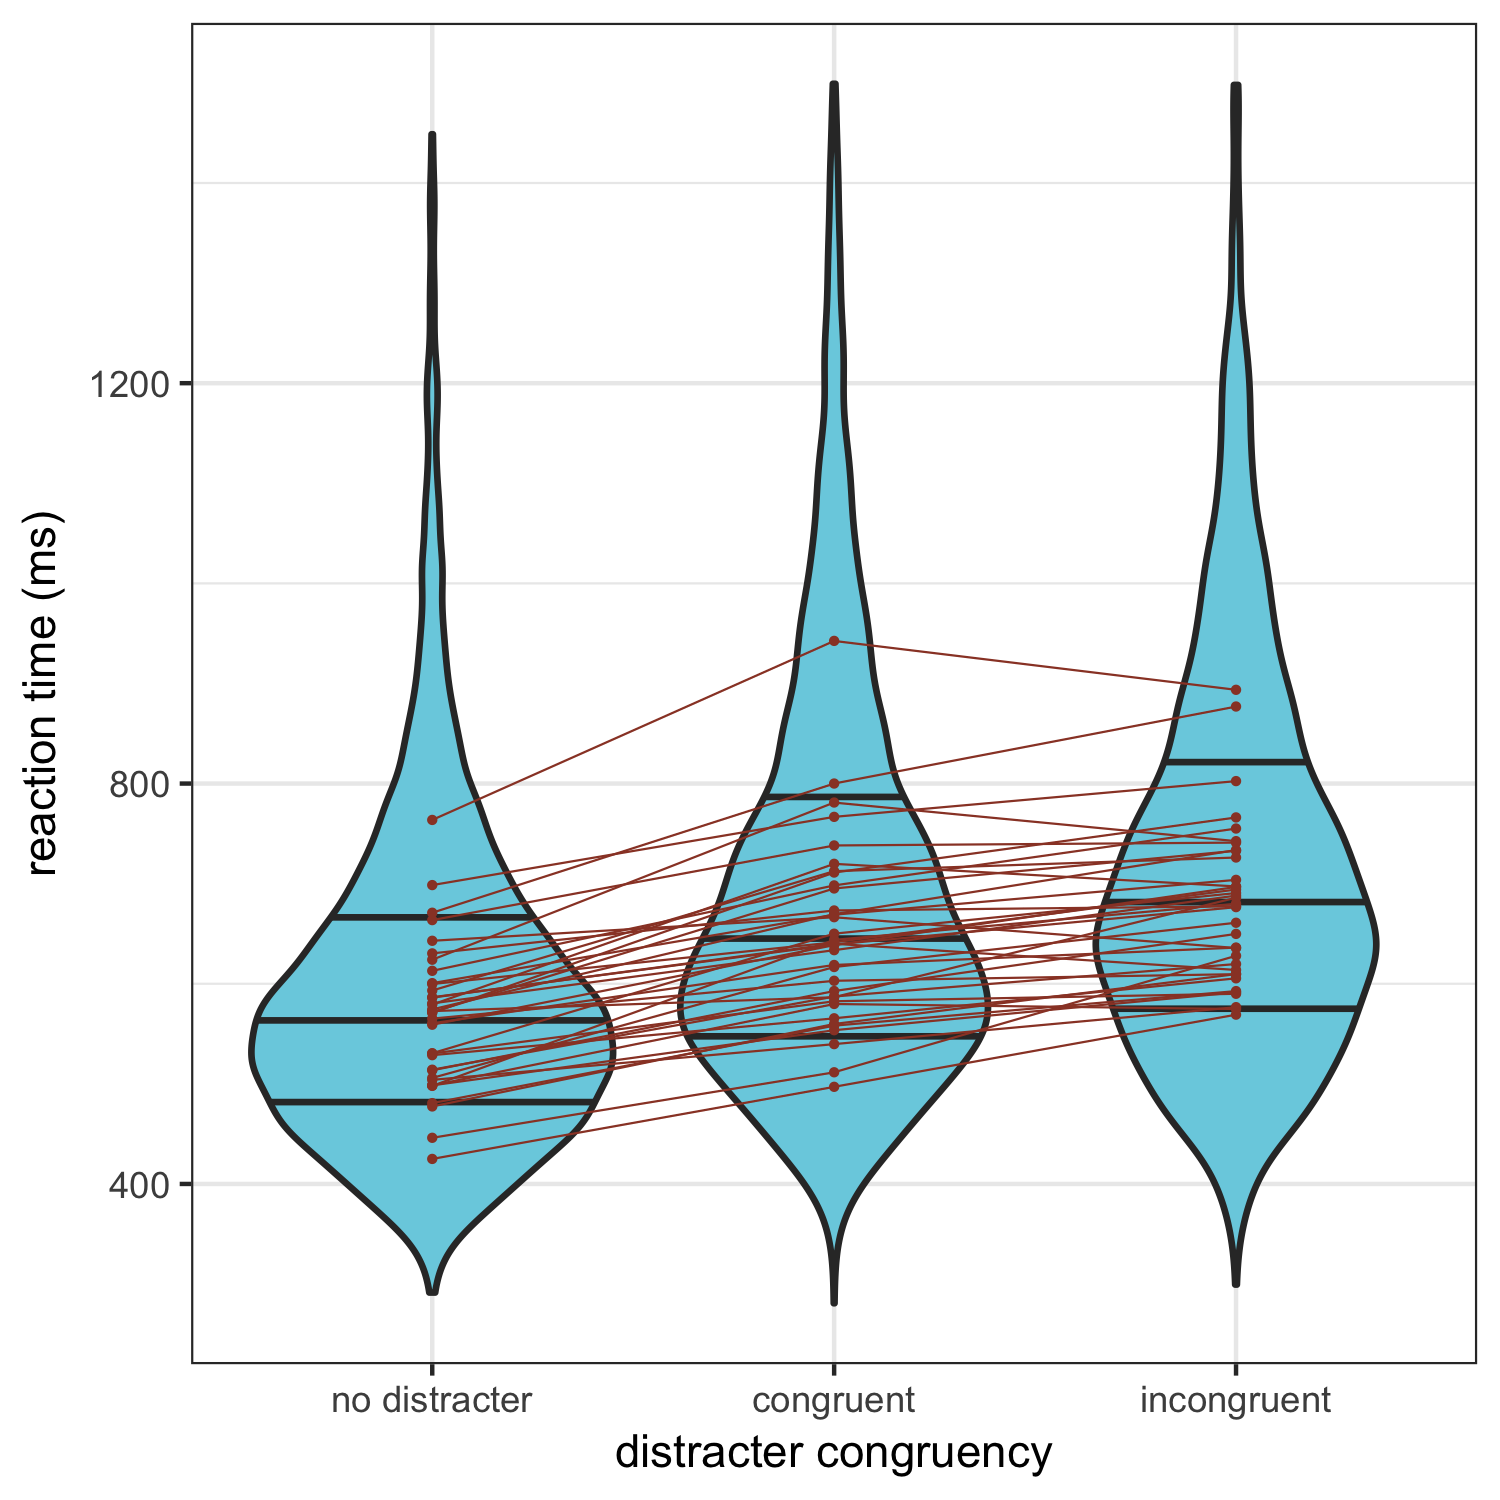 reaction time (ms)
1200
800
400
no distracter
congruent
incongruent
distracter congruency